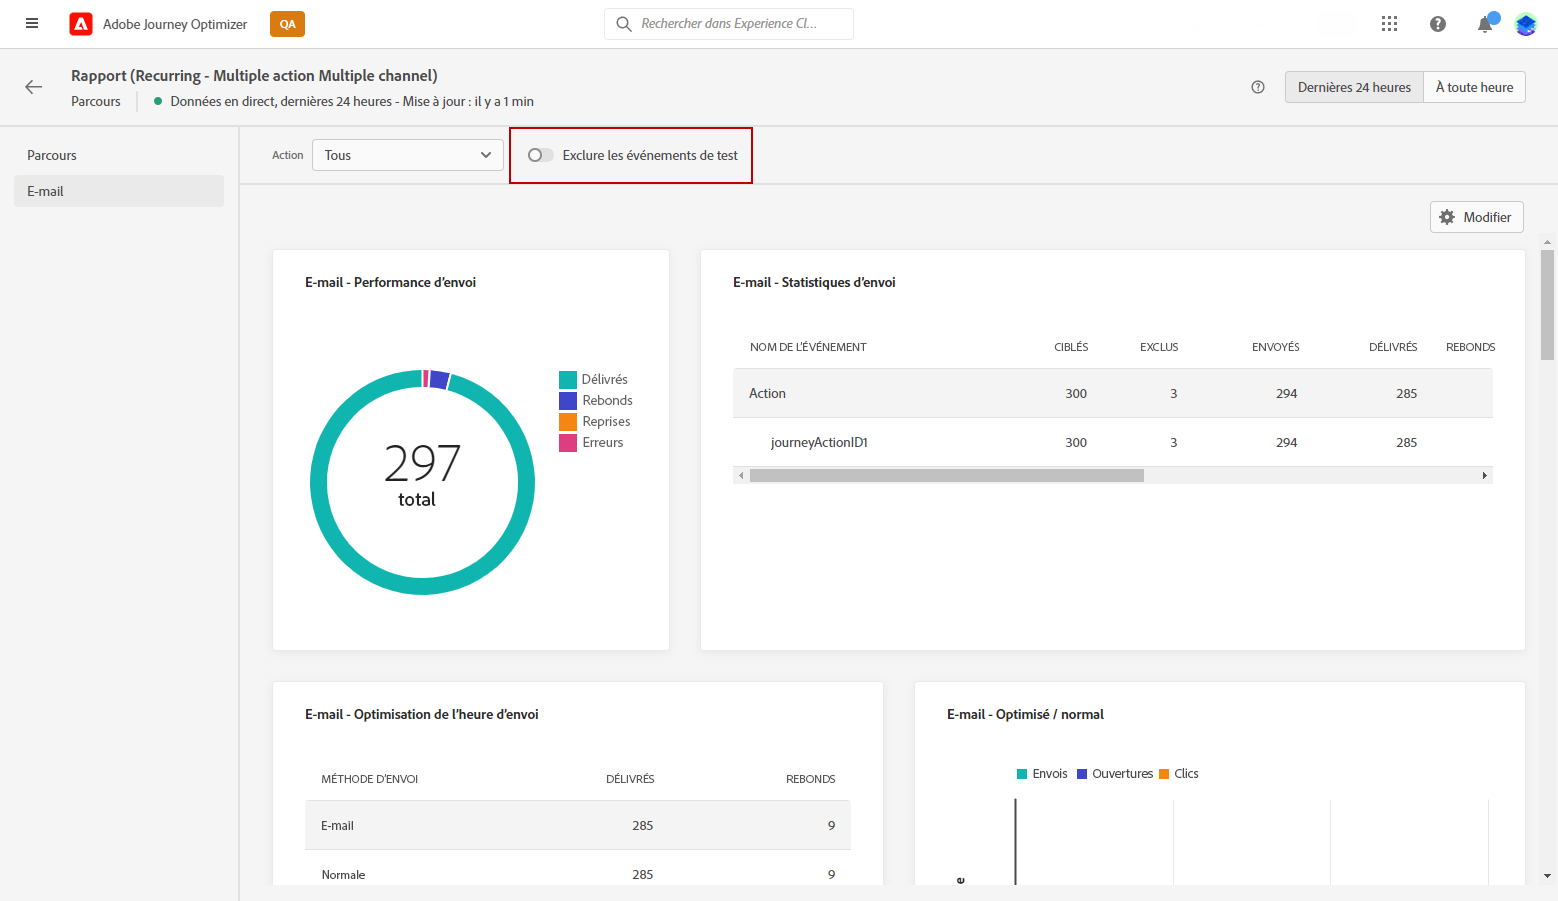 Adobe Journey Optimizer
QA
Rechercher dans Experience Cl...
Rapport (Recurring - Multiple action Multiple channel)
Parcours
Données en direct, dernières 24 heures - Mise à jour : il y a 1 min
Dernières 24 heures
À toute heure
Parcours
E-mail
Action
Tous
Exclure les événements de test
Modifier
E-mail - Performance d'envoi
297
total
Délivrés
Rebonds
Reprises
Erreurs
E-mail - Statistiques d'envoi
NOM DE L'ÉVÉNEMENT CIBLÉS EXCLUS ENVOYÉS DÉLIVRÉS REBONDS
Action 300 3 294 285
journeyActionID1 300 3 294 285
E-mail - Optimisation de l'heure d'envoi
MÉTHODE D'ENVOI DÉLIVRÉS REBONDS
E-mail 285 9
Normale 285 9
E-mail - Optimisé / normal
Envois Ouvertures Clics
e